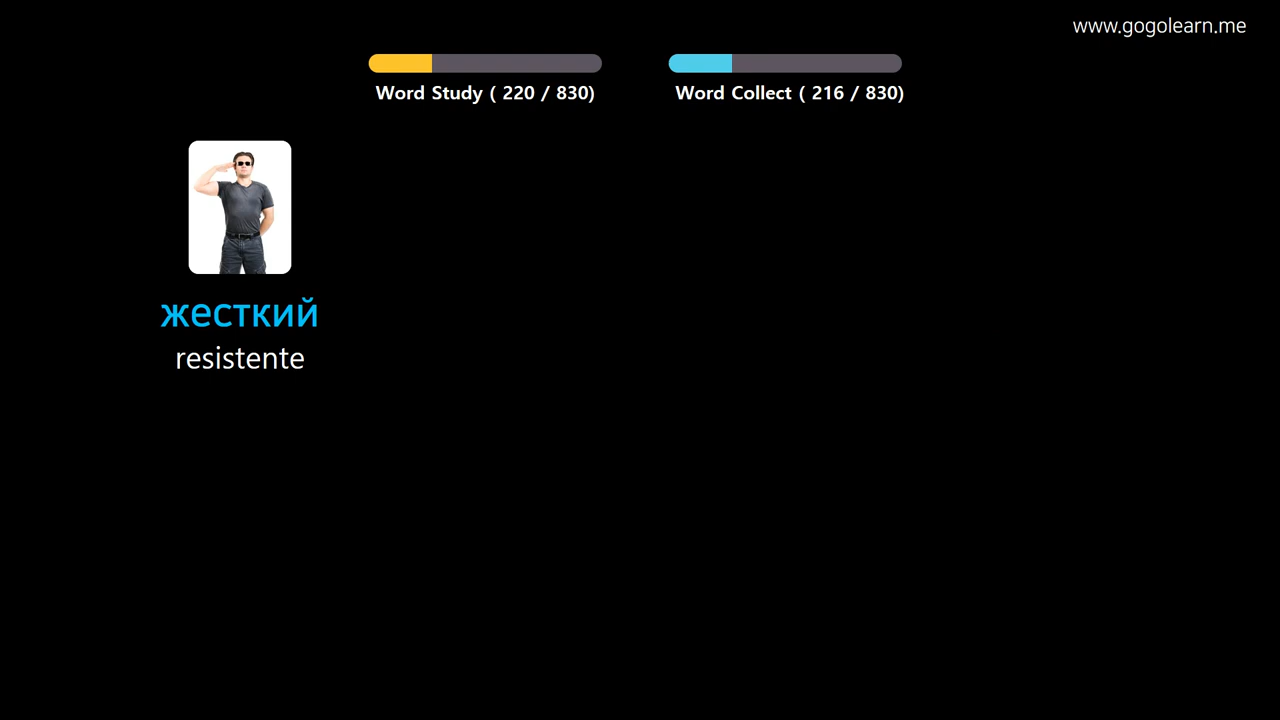 www.gogolearn.me
Word Study ( 220 / 830)
Word Collect ( 216 / 830)
жесткий
resistente